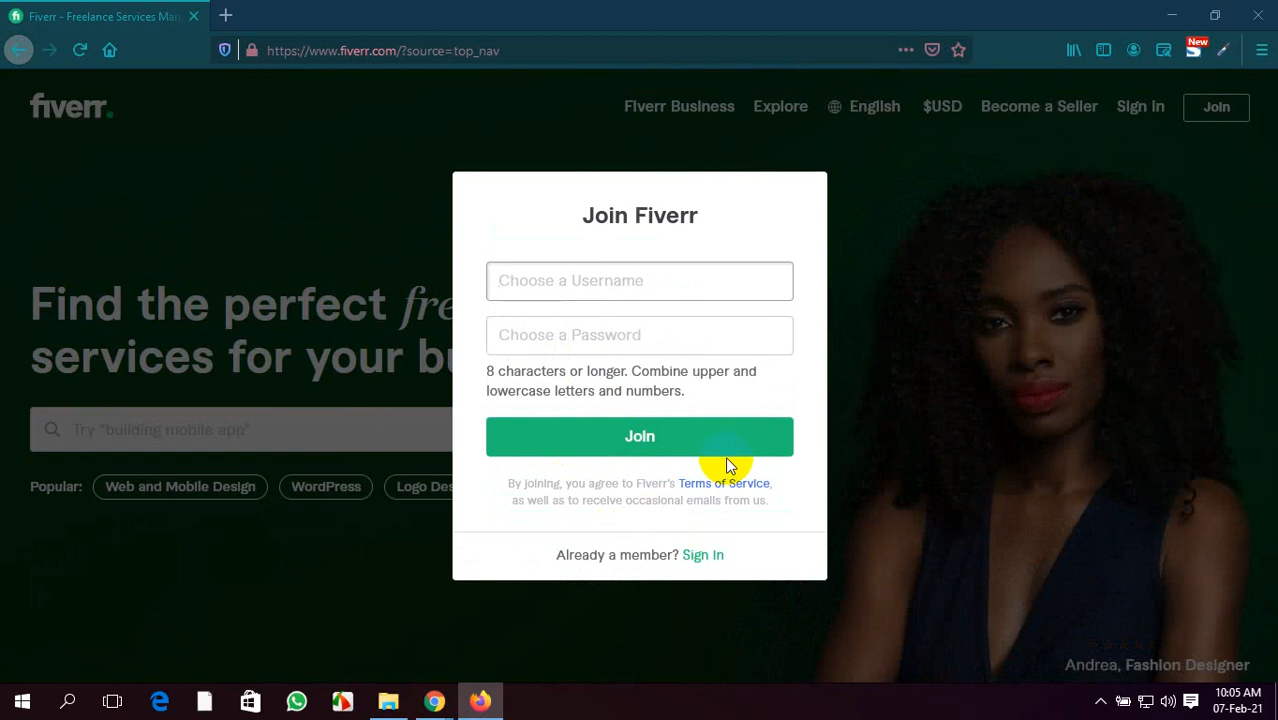 Fiverr - Freelance Services Mar
https://www.fiverr.com/?source=top_nav
New
fiverr.
Fiverr Business
Explore
English
$USD
Become a Seller
Sign In
Join
Join Fiverr
Choose a Username
Choose a Password
8 characters or longer. Combine upper and
lowercase letters and numbers.
Join
By joining, you agree to Fiverr's Terms of Service,
as well as to receive occasional emails from us.
Already a member? Sign In
Find the perfect fre
services for your bu
Try "building mobile app"
Popular:
Web and Mobile Design
WordPress
Logo Des
Andrea, Fashion Designer
10:05 AM
07-Feb-21